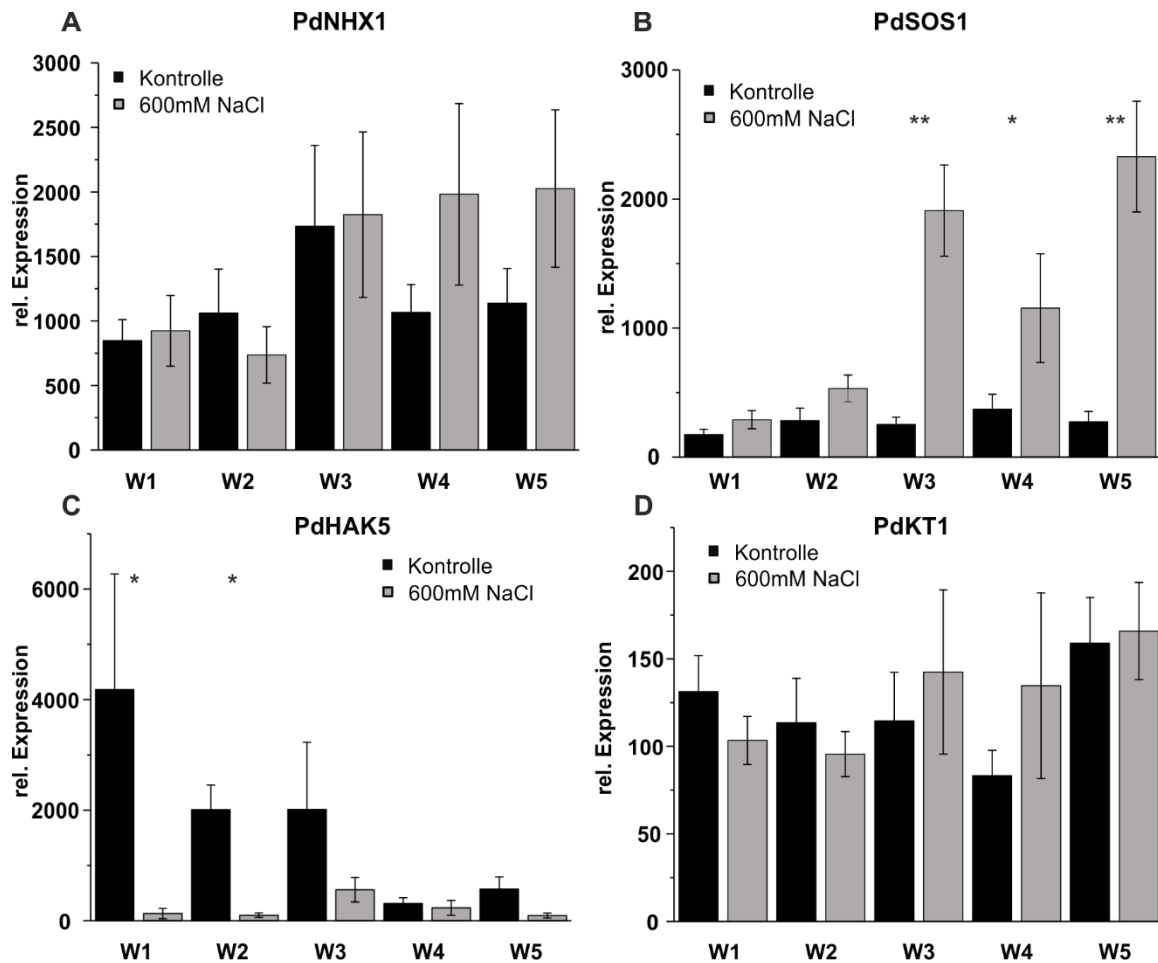 A
PdNHX1
3000
2500
2000
1500
1000
500
0
rel. Expression
Kontrolle
600mM NaCl
W1 W2 W3 W4 W5
B
PdSOS1
3000
2000
1000
0
rel. Expression
Kontrolle
600mM NaCl
** * **
W1 W2 W3 W4 W5
C
PdHAK5
6000
4000
2000
0
rel. Expression
Kontrolle
600mM NaCl
* *
W1 W2 W3 W4 W5
D
PdKT1
200
150
100
50
0
rel. Expression
Kontrolle
600mM NaCl
W1 W2 W3 W4 W5